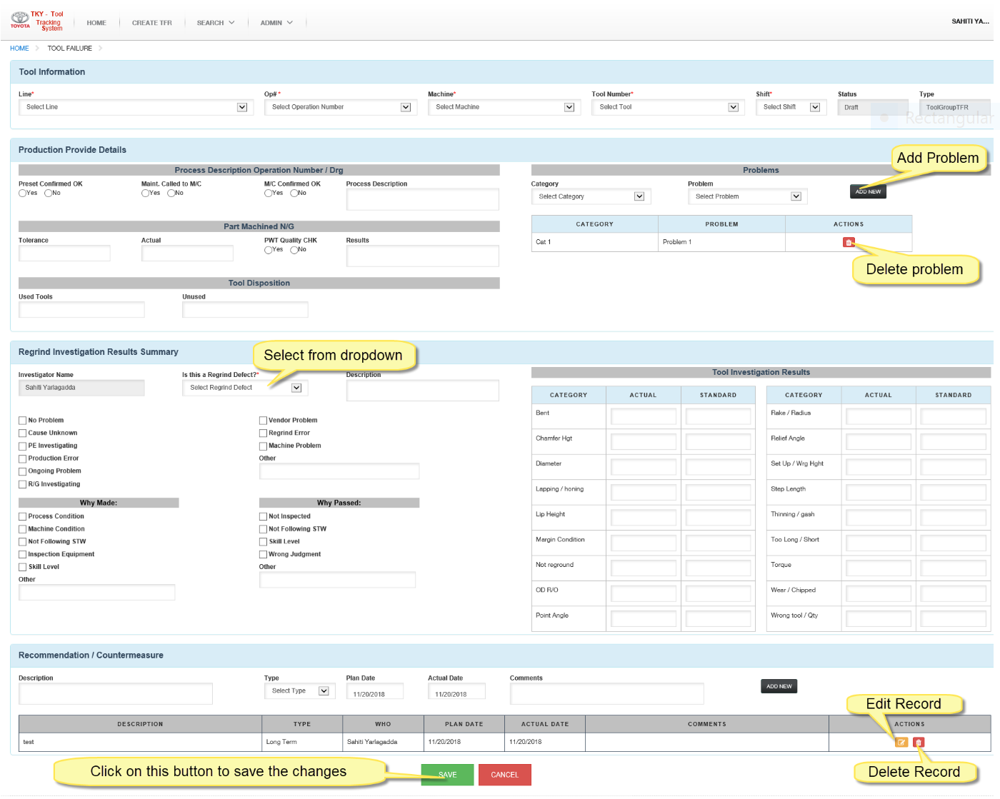 TKY - Tool
Tracking
System
TOYOTA
HOME
CREATE TFR
SEARCH
ADMIN
SAHITI YA...
HOME
TOOL FAILURE
Tool Information
Line*
Op# *
Machine*
Tool Number*
Shift*
Status
Type
Select Line
Select Operation Number
Select Machine
Select Tool
Select Shift
Draft
ToolGroupTFR
Rectangular
Production Provide Details
Add Problem
Process Description Operation Number / Drg
Problems
Preset Confirmed OK
Maint. Called to M/C
M/C Confirmed OK
Process Description
Category
Problem
Yes No
Yes No
Yes No
Select Category
Select Problem
ADD NEW
CATEGORY PROBLEM ACTIONS
Cat 1 Problem 1
Delete problem
Part Machined N/G
Tolerance
Actual
PWT Quality CHK
Results
Yes No
Tool Disposition
Used Tools
Unused
Regrind Investigation Results Summary
Select from dropdown
Investigator Name
Is this a Regrind Defect?*
Description
Sahiti Yarlagadda
Select Regrind Defect
No Problem
Cause Unknown
PE Investigating
Production Error
Ongoing Problem
R/G Investigating
Vendor Problem
Regrind Error
Machine Problem
Other
Why Made:
Process Condition
Machine Condition
Not Following STW
Inspection Equipment
Skill Level
Other
Why Passed:
Not Inspected
Not Following STW
Skill Level
Wrong Judgment
Other
Tool Investigation Results
CATEGORY ACTUAL STANDARD
Bent
Chamfer Hgt
Diameter
Lapping / honing
Lip Height
Margin Condition
Not reground
OD R/O
Point Angle
CATEGORY ACTUAL STANDARD
Rake / Radius
Relief Angle
Set Up / Wrg Hght
Step Length
Thinning / gash
Too Long / Short
Torque
Wear / Chipped
Wrong tool / Qty
Recommendation / Countermeasure
Description
Type
Plan Date
Actual Date
Comments
Select Type
11/20/2018
11/20/2018
ADD NEW
Edit Record
DESCRIPTION TYPE WHO PLAN DATE ACTUAL DATE COMMENTS ACTIONS
test Long Term Sahiti Yarlagadda 11/20/2018 11/20/2018
Click on this button to save the changes
SAVE
CANCEL
Delete Record